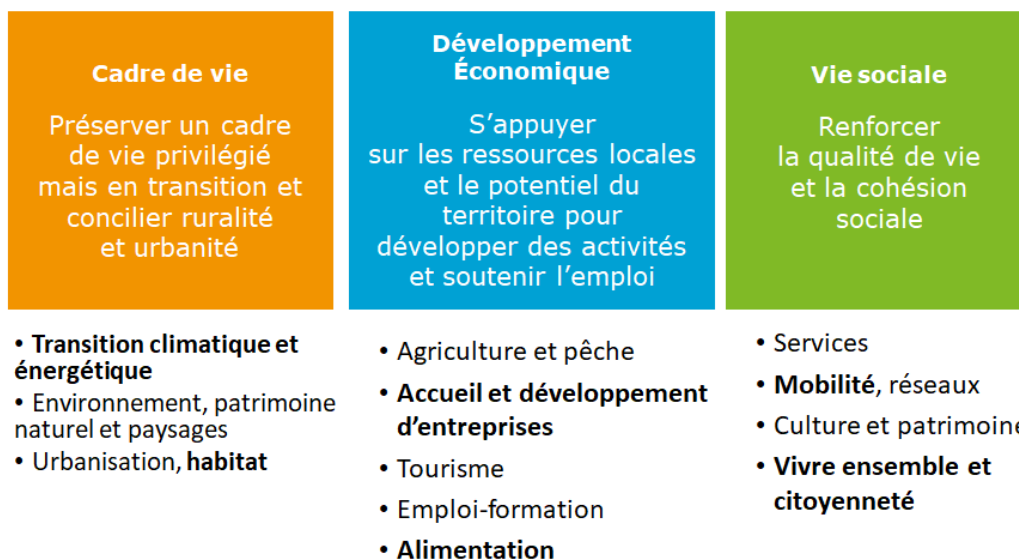 Cadre de vie
Préserver un cadre
de vie privilégié
mais en transition et
concilier ruralité
et urbanité
• Transition climatique et
énergétique
• Environnement, patrimoine
naturel et paysages
• Urbanisation, habitat
Développement
Économique
S'appuyer
sur les ressources locales
et le potentiel du
territoire pour
développer des activités
et soutenir l'emploi
• Agriculture et pêche
• Accueil et développement
d'entreprises
• Tourisme
• Emploi-formation
• Alimentation
Vie sociale
Renforcer
la qualité de vie
et la cohésion
sociale
• Services
• Mobilité, réseaux
• Culture et patrimoine
• Vivre ensemble et
citoyenneté